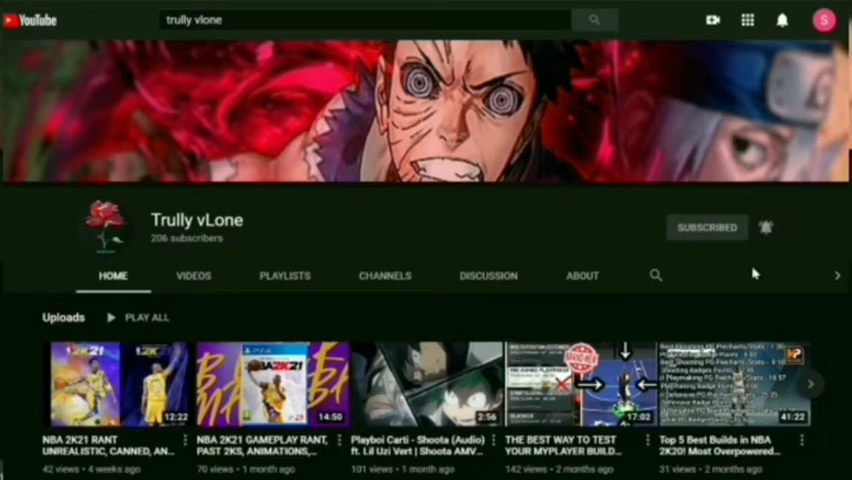 YouTube
trully vlone
S
Trully vLone
206 subscribers
SUBSCRIBED
HOME
VIDEOS
PLAYLISTS
CHANNELS
DISCUSSION
ABOUT
Uploads
PLAY ALL
12:22
14:50
2:56
17:02
41:22
NBA 2K21 RANT
UNREALISTIC, CANNED, AN...
42 views • 4 weeks ago
NBA 2K21 GAMEPLAY RANT,
PAST 2KS, ANIMATIONS,...
70 views • 1 month ago
Playboi Carti - Shoota (Audio)
ft. Lil Uzi Vert | Shoota AMV...
101 views • 1 month ago
THE BEST WAY TO TEST
YOUR MYPLAYER BUILD...
142 views • 2 months ago
Top 5 Best Builds in NBA
2K20! Most Overpowered...
31 views • 2 months ago